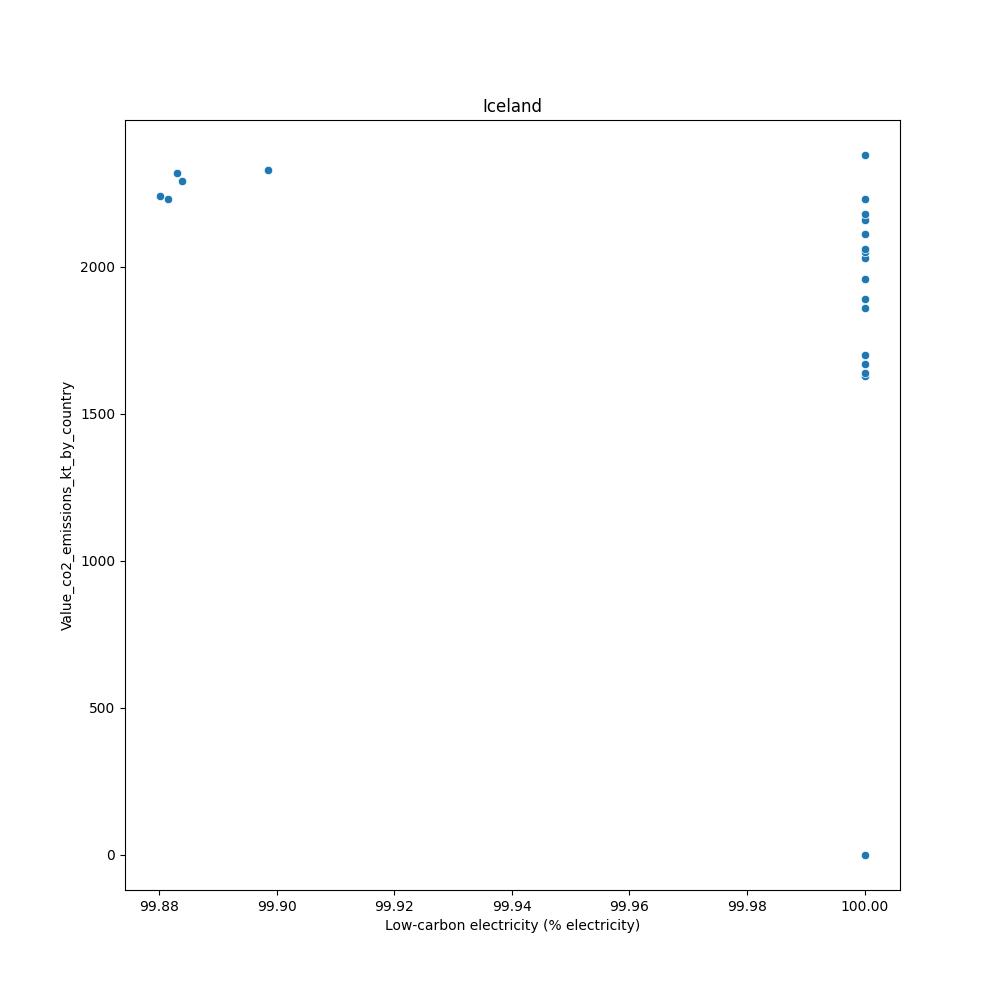 Iceland
Value_co2_emissions_kt_by_country
2000
1500
1000
500
0
99.88 99.90 99.92 99.94 99.96 99.98 100.00
Low-carbon electricity (% electricity)